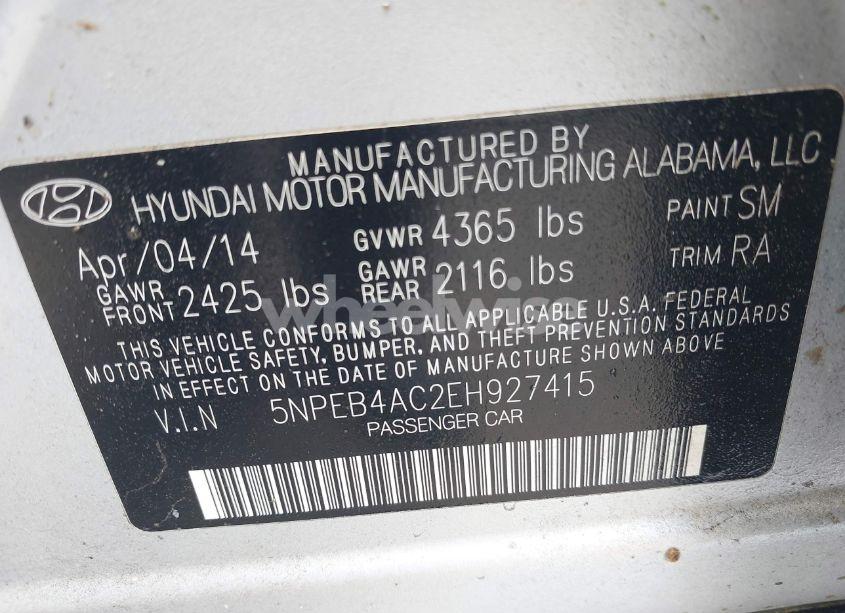 MANUFACTURED BY
HYUNDAI MOTOR MANUFACTURING ALABAMA, LLC
Apr/04/14 GVWR 4365 lbs PAINT SM
GAWR FRONT 2425 lbs GAWR REAR 2116 lbs TRIM RA
THIS VEHICLE CONFORMS TO ALL APPLICABLE U.S.A. FEDERAL
MOTOR VEHICLE SAFETY, BUMPER, AND THEFT PREVENTION STANDARDS
IN EFFECT ON THE DATE OF MANUFACTURE SHOWN ABOVE
V.I.N 5NPEB4AC2EH927415
PASSENGER CAR
wheelwise